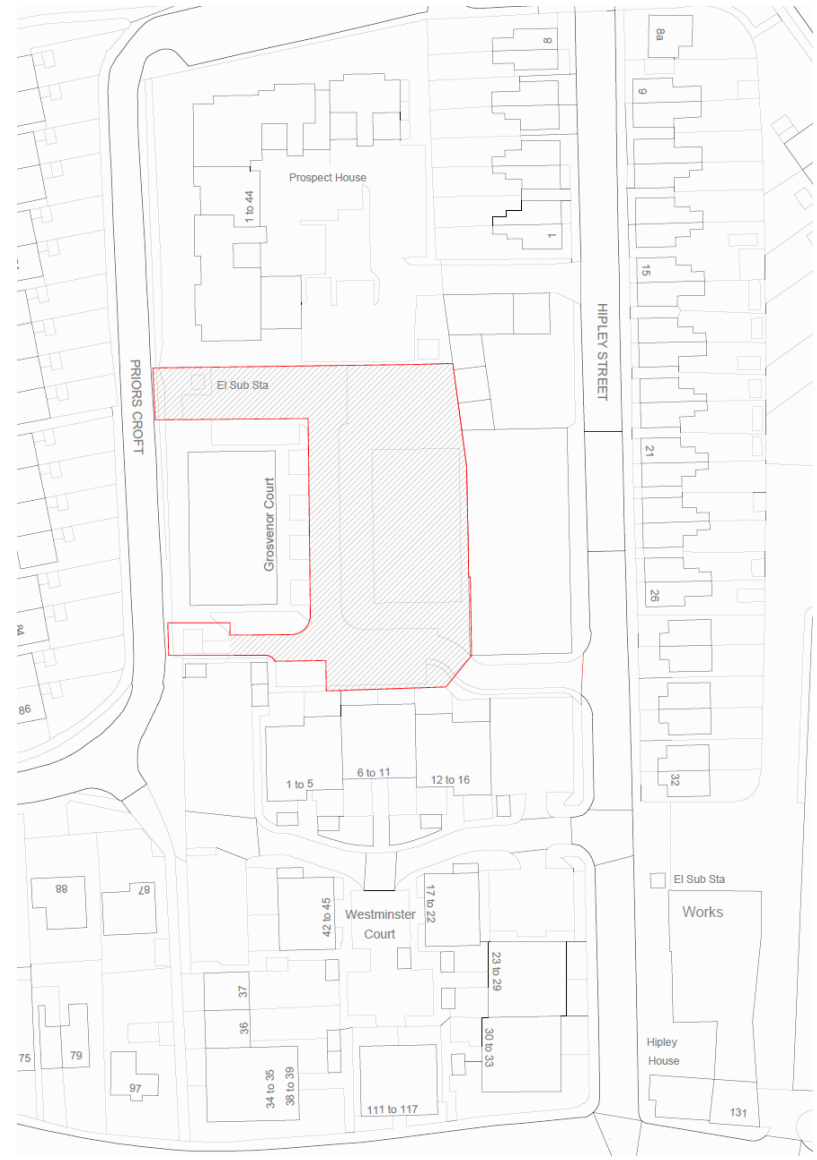 8
8a
9
Prospect House
1 to 44
1
15
HIPLEY STREET
PRIORS CROFT
El Sub Sta
21
Grosvenor Court
26
84
86
1 to 5
6 to 11
12 to 16
32
El Sub Sta
Works
88
87
42 to 45
17 to 22
Westminster
Court
23 to 29
37
36
30 to 33
Hipley
House
75
79
97
34 to 35
38 to 39
111 to 117
131